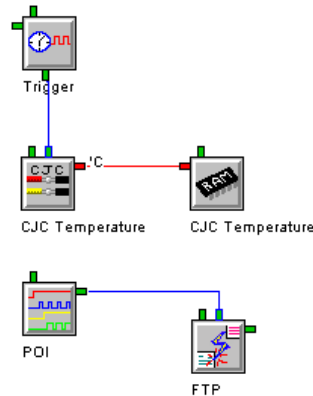 Trigger
CJC
'C
RAM
CJC Temperature
CJC Temperature
POI
FTP